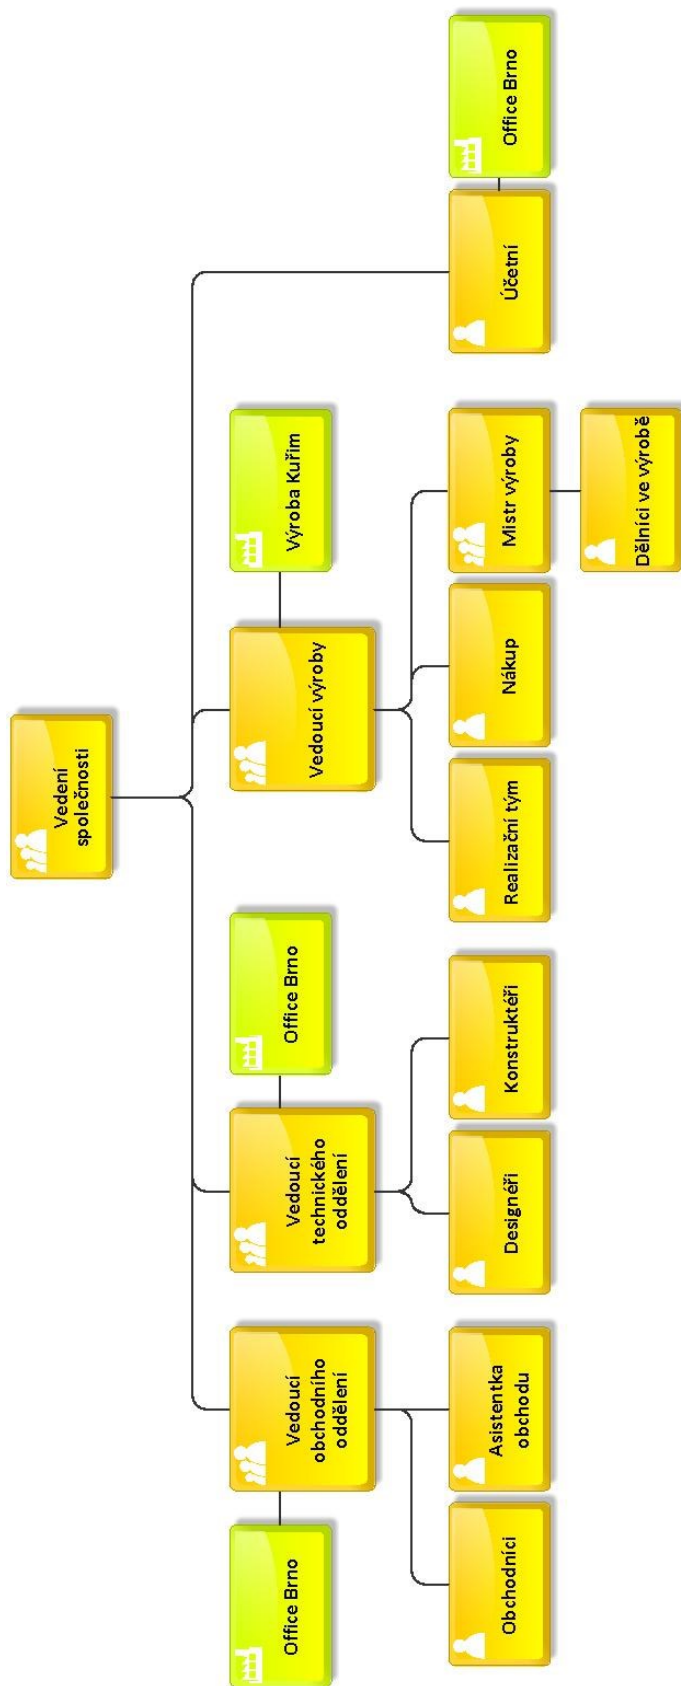 Vedení
společnosti
Office Brno
Vedoucí
obchodního
oddělení
Vedoucí
technického
oddělení
Office Brno
Vedoucí výroby
Výroba Kuřim
Obchodníci
Asistentka
obchodu
Designéři
Konstruktéři
Realizační tým
Nákup
Mistr výroby
Účetní
Office Brno
Dělníci ve výrobě